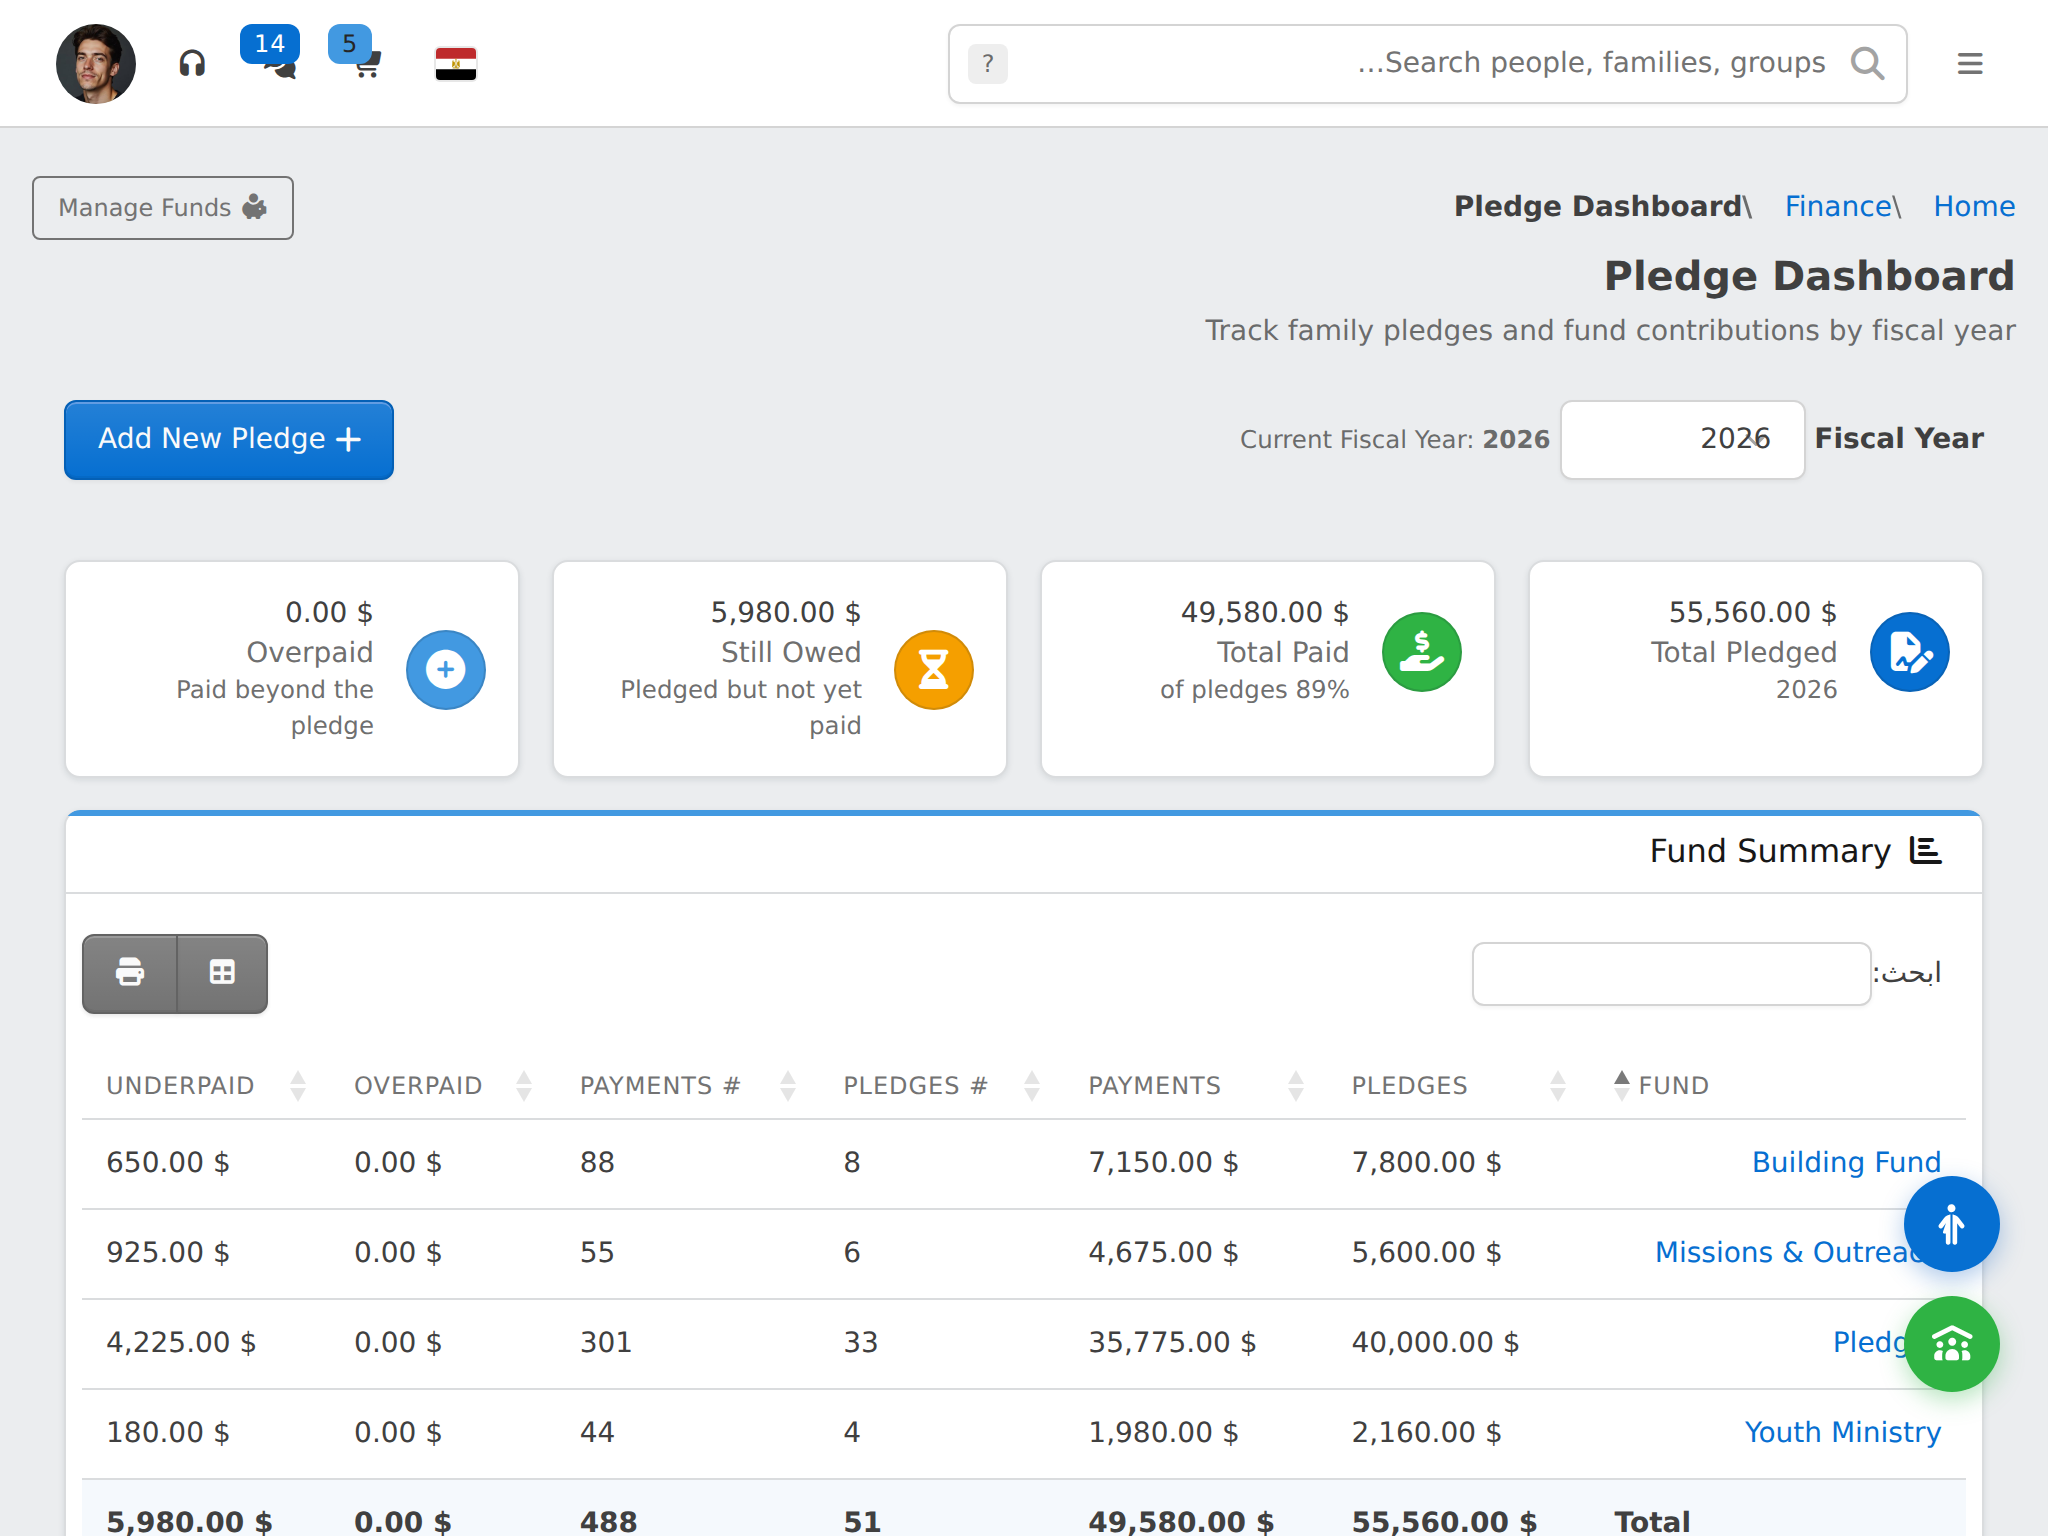 14
5
?
...Search people, families, groups
Manage Funds
Home
Finance\
Pledge Dashboard\
Pledge Dashboard
Track family pledges and fund contributions by fiscal year
Fiscal Year
2026
Current Fiscal Year: 2026
Add New Pledge
55,560.00 $
Total Pledged
2026
49,580.00 $
Total Paid
of pledges 89%
5,980.00 $
Still Owed
Pledged but not yet
paid
0.00 $
Overpaid
Paid beyond the
pledge
Fund Summary
ابحث:
UNDERPAID OVERPAID PAYMENTS # PLEDGES # PAYMENTS PLEDGES FUND
650.00 $ 0.00 $ 88 8 7,150.00 $ 7,800.00 $ Building Fund
925.00 $ 0.00 $ 55 6 4,675.00 $ 5,600.00 $ Missions &
4,225.00 $ 0.00 $ 301 33 35,775.00 $ 40,000.00 $
180.00 $ 0.00 $ 44 4 1,980.00 $ 2,160.00 $ Youth Ministry
5,980.00 $ 0.00 $ 488 51 49,580.00 $ 55,560.00 $ Total